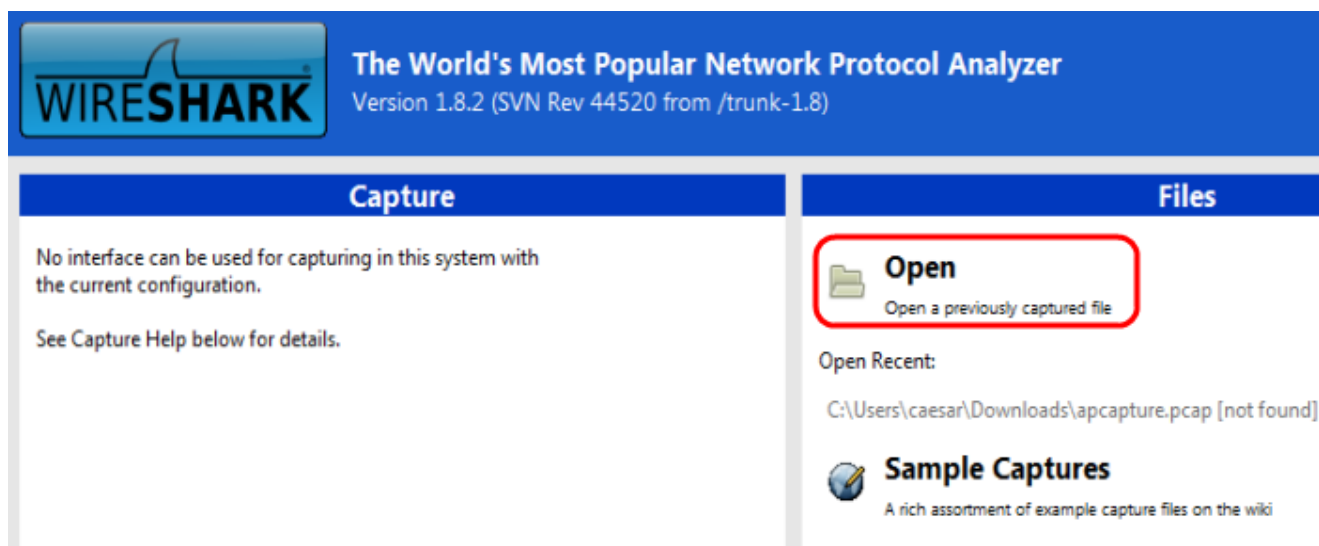 WIRESHARK
The World's Most Popular Network Protocol Analyzer
Version 1.8.2 (SVN Rev 44520 from /trunk-1.8)
Capture
No interface can be used for capturing in this system with
the current configuration.
See Capture Help below for details.
Files
Open
Open a previously captured file
Open Recent:
C:\Users\caesar\Downloads\apcapture.pcap [not found]
Sample Captures
A rich assortment of example capture files on the wiki